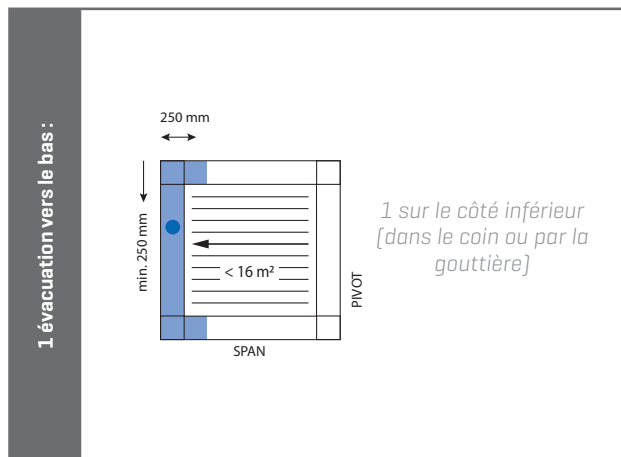 1 évacuation vers le bas :
250 mm
min. 250 mm
< 16 m²
PIVOT
SPAN
1 sur le côté inférieur
(dans le coin ou par la
gouttière)